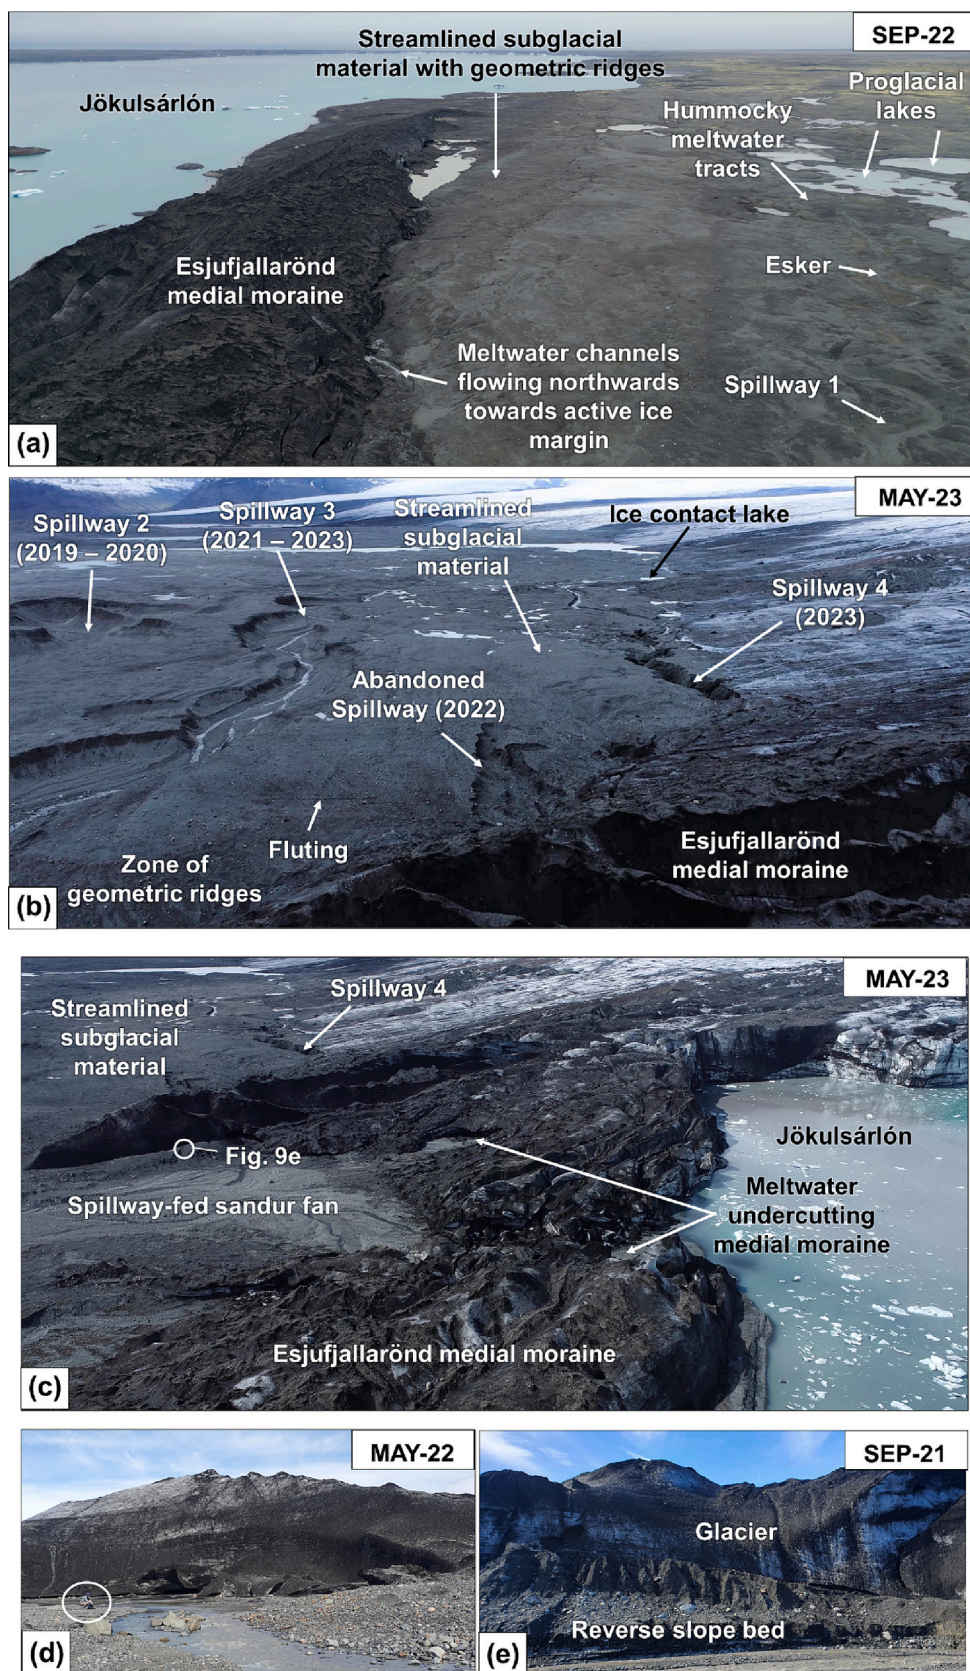 SEP-22
Streamlined subglacial
material with geometric ridges
Jökulsárlón
Proglacial
lakes
Hummocky
meltwater
tracts
Esjufjallarönd
medial moraine
Esker
Meltwater channels
flowing northwards
towards active ice
margin
Spillway 1
(a)
MAY-23
Spillway 2
(2019 – 2020)
Spillway 3
(2021 – 2023)
Streamlined
subglacial
material
Ice contact lake
Spillway 4
(2023)
Abandoned
Spillway (2022)
Fluting
Zone of
geometric ridges
Esjufjallarönd
medial moraine
(b)
MAY-23
Spillway 4
Streamlined
subglacial
material
Jökulsárlón
Fig. 9e
Spillway-fed sandur fan
Meltwater
undercutting
medial moraine
Esjufjallarönd medial moraine
(c)
MAY-22
(d)
SEP-21
Glacier
Reverse slope bed
(e)